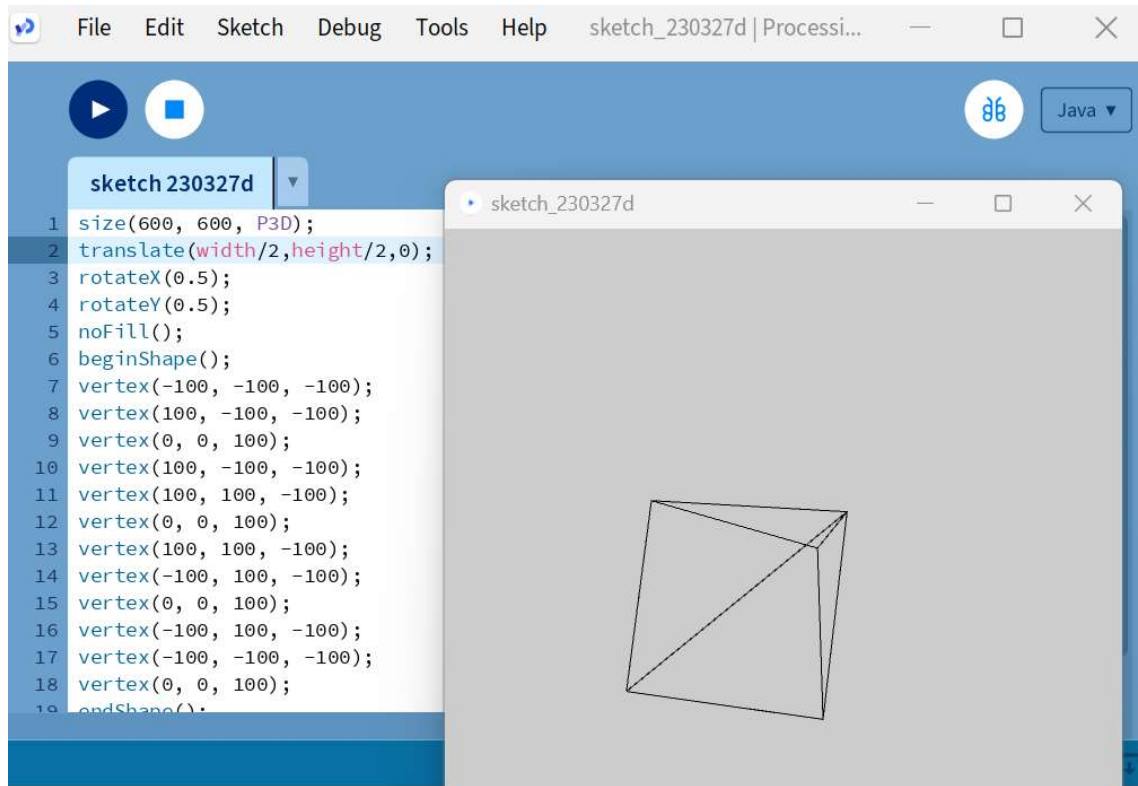 File Edit Sketch Debug Tools Help sketch_230327d | Processi...
Java ▼
sketch 230327d ▼
sketch_230327d
1 size(600, 600, P3D);
2 translate(width/2,height/2,0);
3 rotateX(0.5);
4 rotateY(0.5);
5 noFill();
6 beginShape();
7 vertex(-100, -100, -100);
8 vertex(100, -100, -100);
9 vertex(0, 0, 100);
10 vertex(100, -100, -100);
11 vertex(100, 100, -100);
12 vertex(0, 0, 100);
13 vertex(100, 100, -100);
14 vertex(-100, 100, -100);
15 vertex(0, 0, 100);
16 vertex(-100, 100, -100);
17 vertex(-100, -100, -100);
18 vertex(0, 0, 100);
19 endShape();